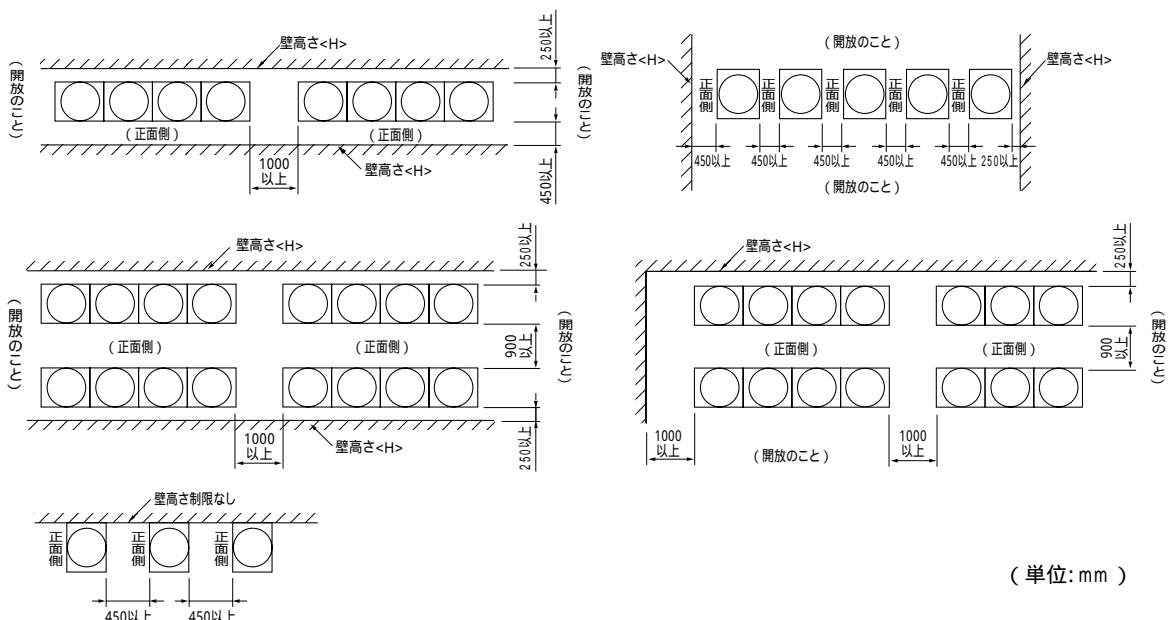 壁高さ<H>
250以上
(開放のこと)
(開放のこと)
(正面側)
(正面側)
1000
以上
壁高さ<H>
450以上
(開放のこと)
壁高さ<H>
壁高さ<H>
正面側
正面側
正面側
正面側
正面側
450以上
450以上
450以上
450以上
450以上
250以上
(開放のこと)
壁高さ<H>
250以上
(開放のこと)
(開放のこと)
(正面側)
(正面側)
900
以上
1000
以上
壁高さ<H>
250以上
壁高さ<H>
250以上
(正面側)
(正面側)
900
以上
(開放のこと)
1000
以上
(開放のこと)
1000
以上
壁高さ制限なし
正面側
正面側
正面側
450以上
450以上
(単位:mm)